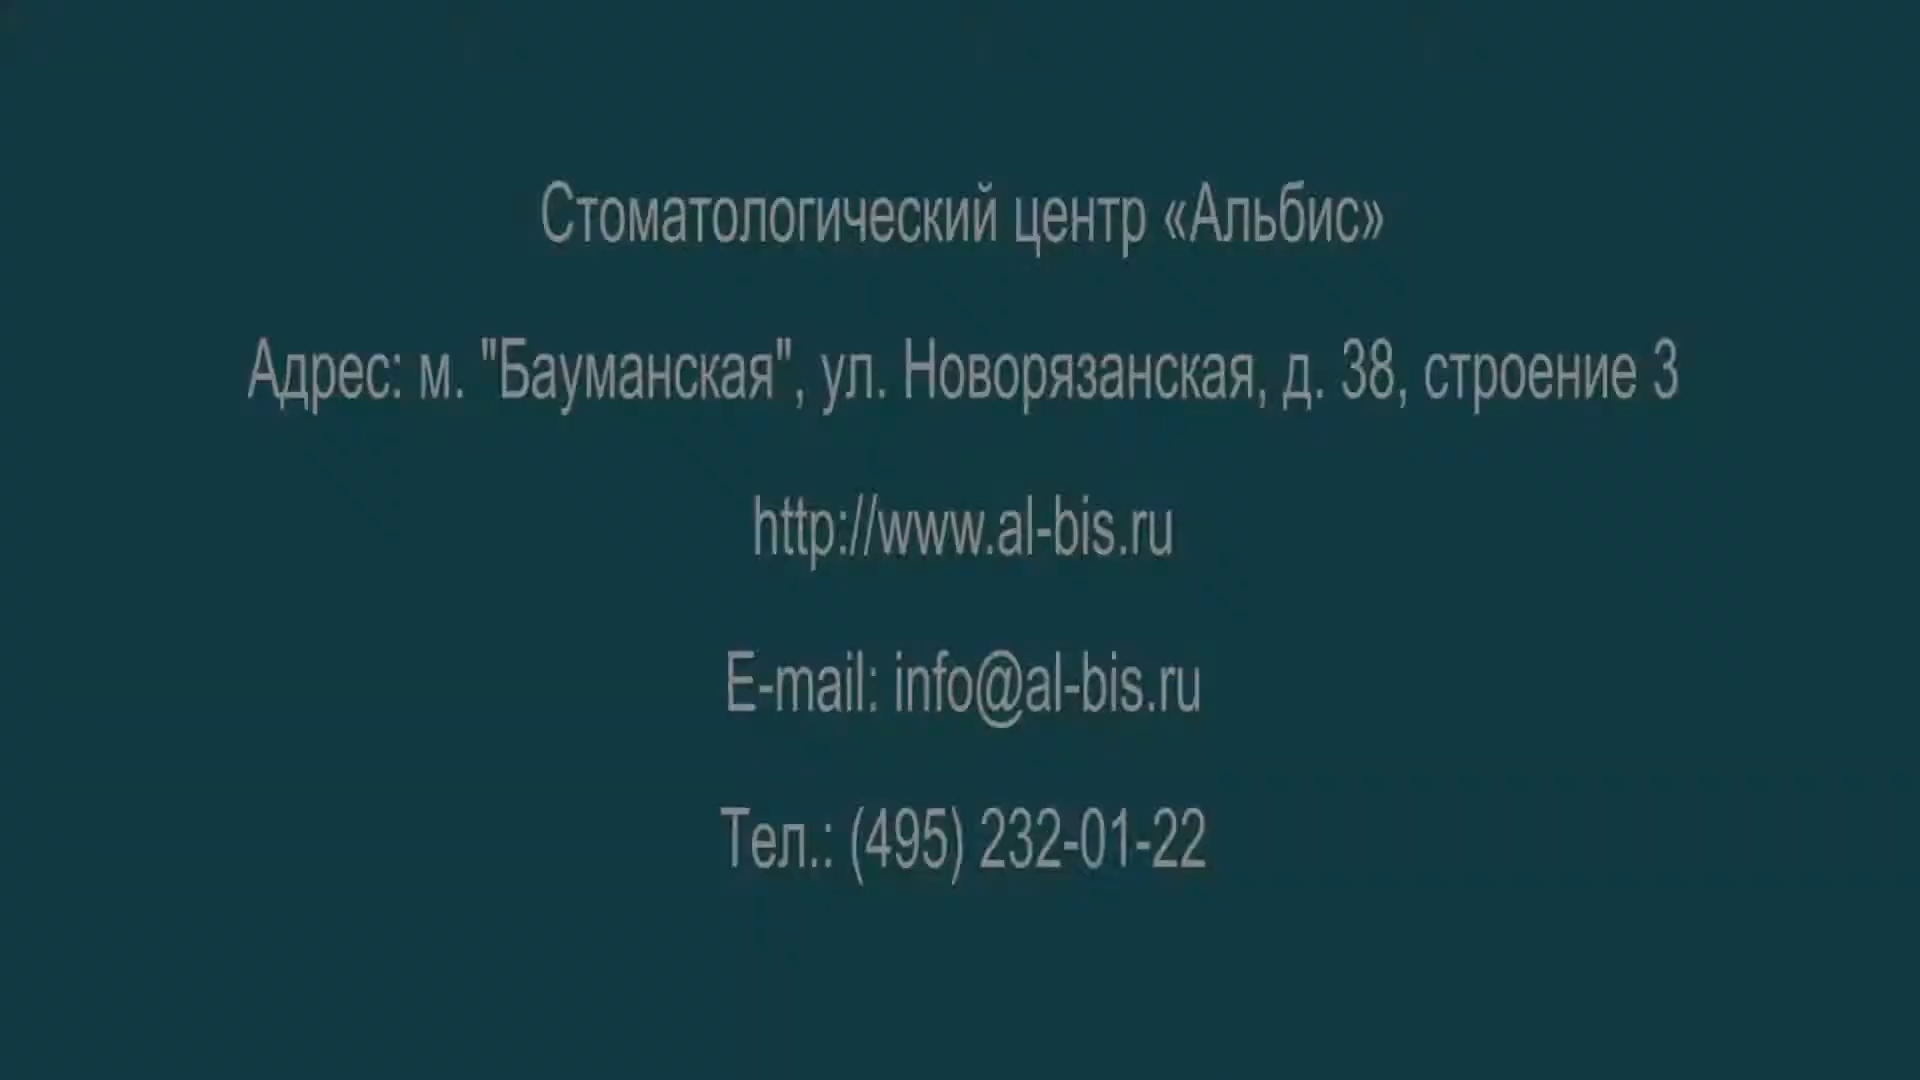 Стоматологический центр «Альбис»
Адрес: м. "Бауманская", ул. Новорязанская, д. 38, строение 3
http://www.al-bis.ru
E-mail: info@al-bis.ru
Тел.: (495) 232-01-22